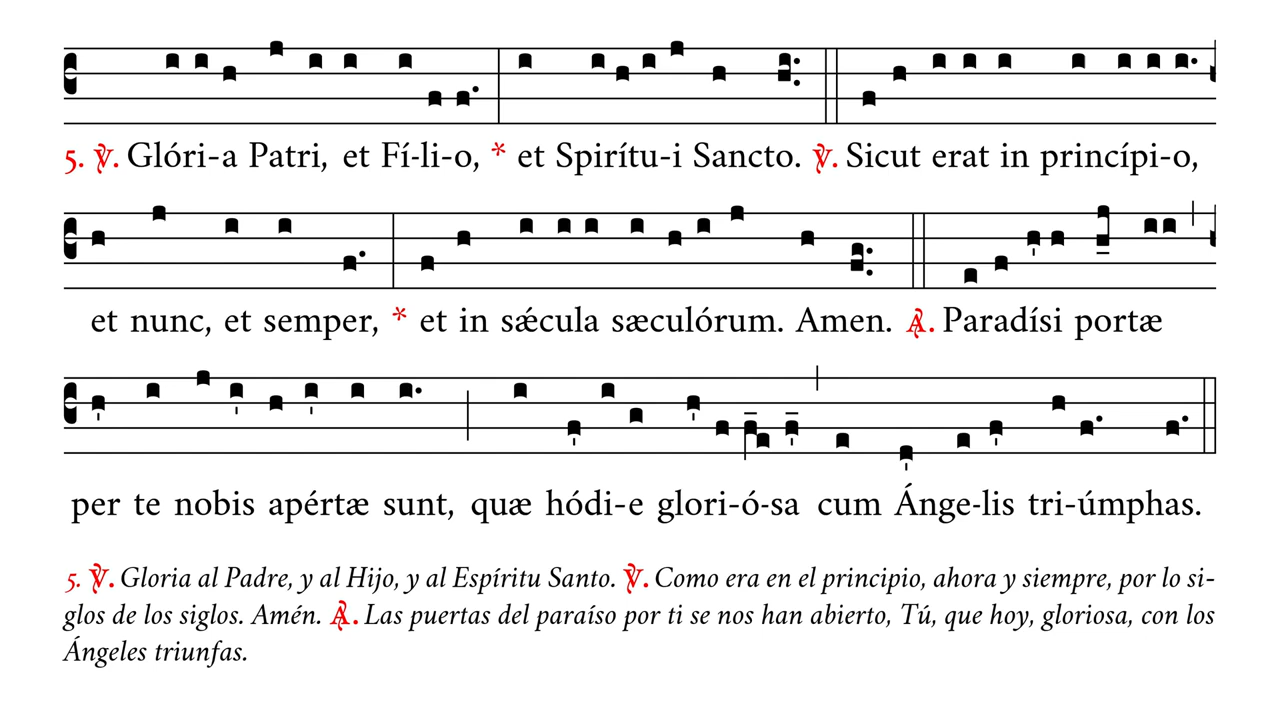 5. ℣. Glóri-a Patri, et Fí-li-o, * et Spirítu-i Sancto. ℣. Sicut erat in princípi-o,
et nunc, et semper, * et in sǽcula sæculórum. Amen. Ⱥ. Paradísi portæ
per te nobis apértæ sunt, quæ hódi-e glori-ó-sa cum Ánge-lis tri-úmphas.
5. ℣. Gloria al Padre, y al Hijo, y al Espíritu Santo. ℣. Como era en el principio, ahora y siempre, por lo si-
glos de los siglos. Amén. Ⱥ. Las puertas del paraíso por ti se nos han abierto, Tú, que hoy, gloriosa, con los
Ángeles triunfas.